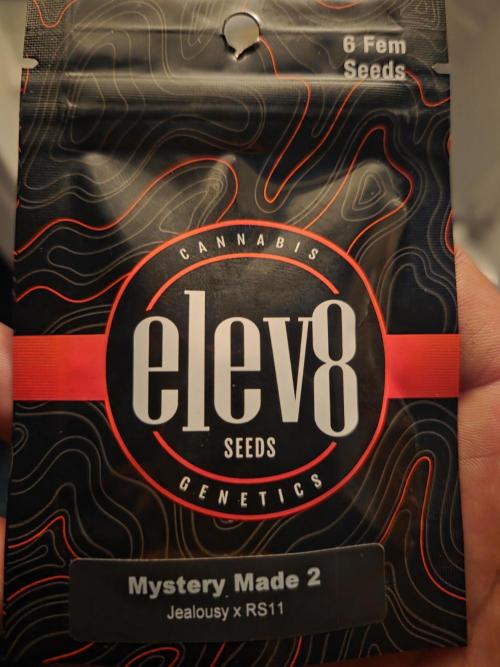 6 Fem
Seeds
CANNABIS
elev8
SEEDS
GENETICS
Mystery Made 2
Jealousy x RS11